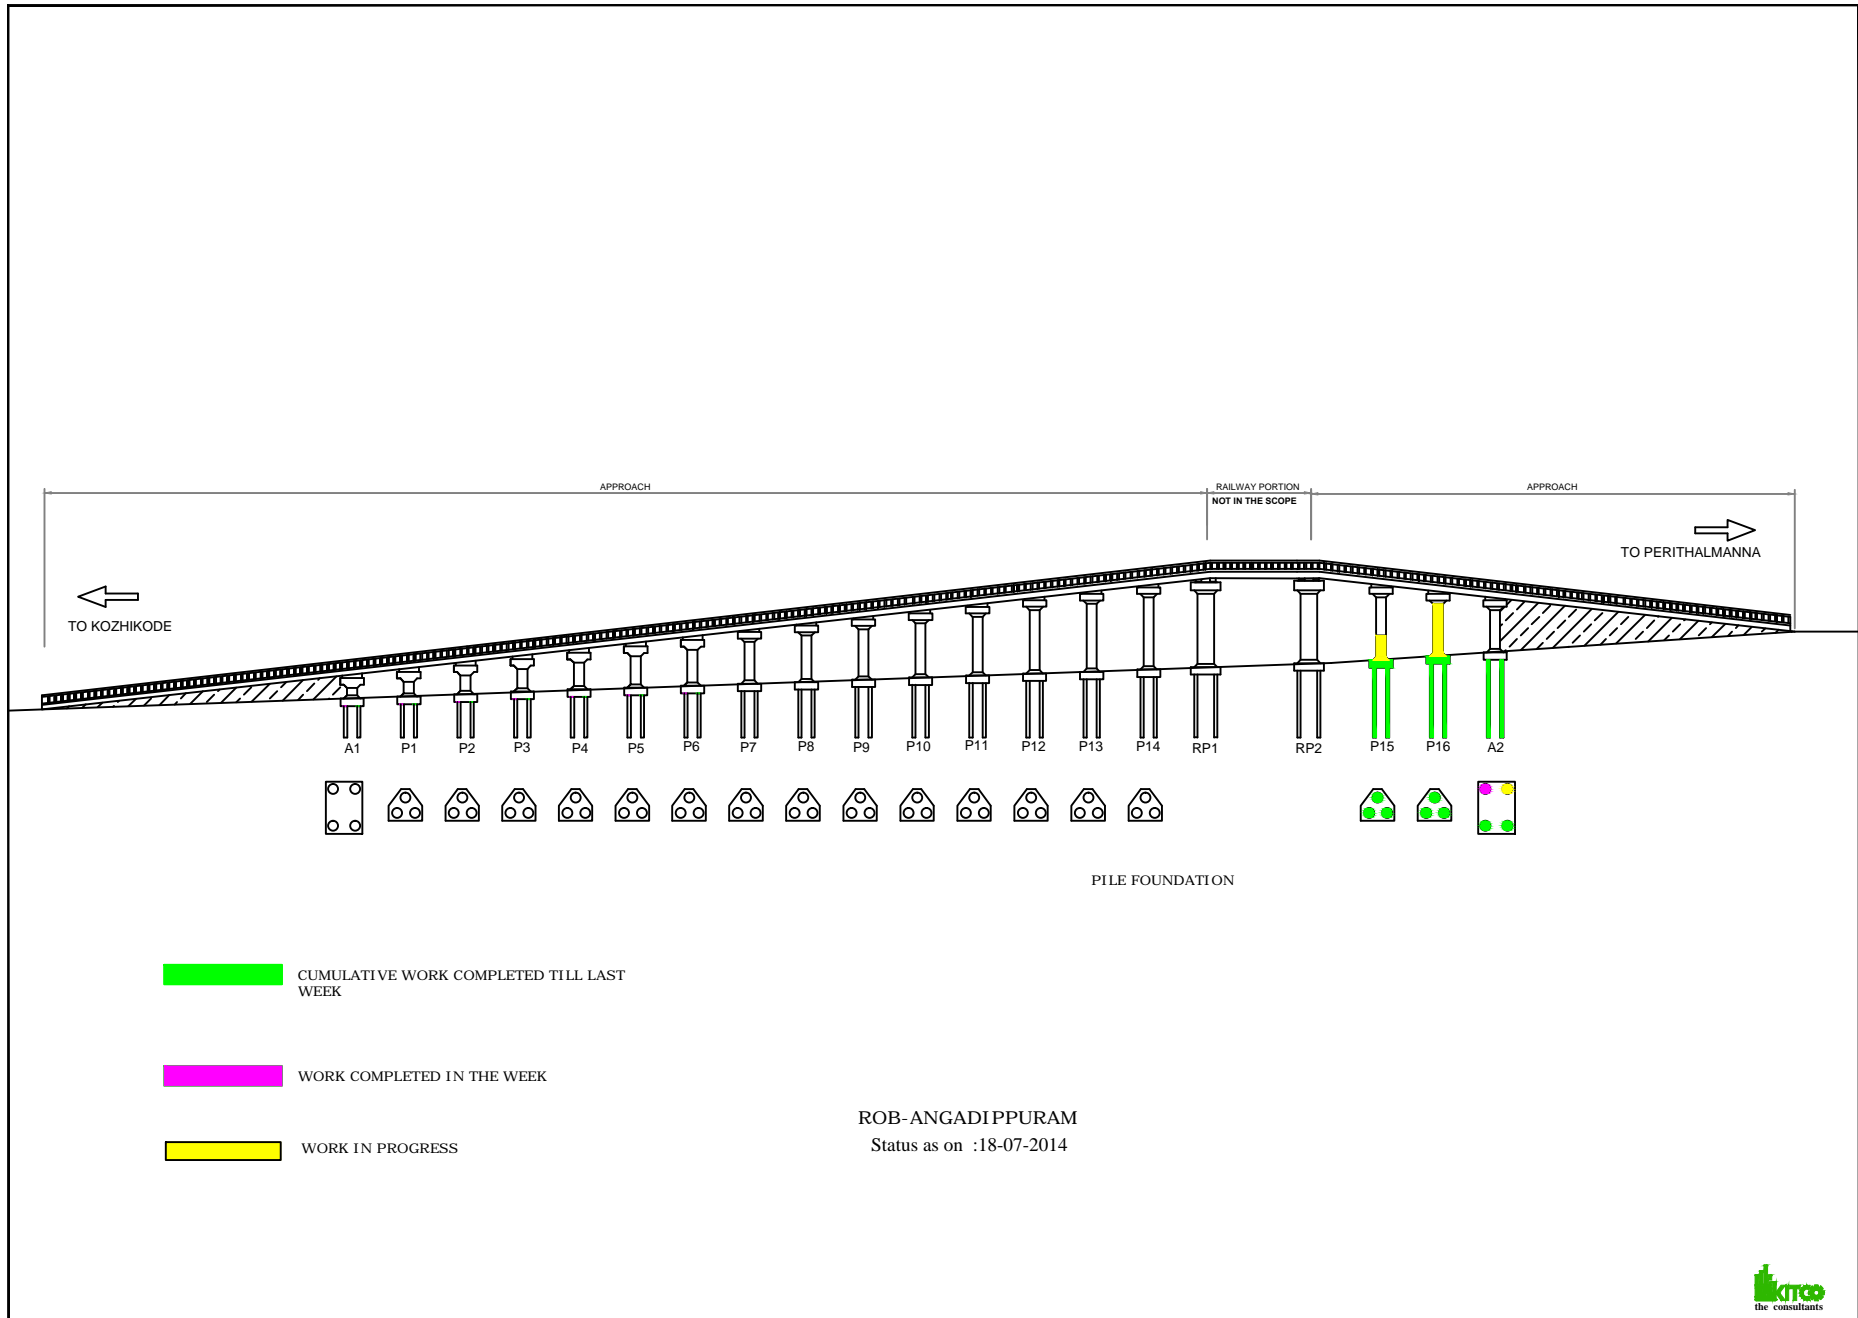 APPROACH
RAILWAY PORTION
APPROACH
NOT IN THE SCOPE
TO PERITHALMANNA
TO KOZHIKODE
A1 P1 P2 P3 P4 P5 P6 P7 P8 P9 P10 P11 P12 P13 P14 RP1 RP2 P15 P16 A2
PILE FOUNDATION
CUMULATIVE WORK COMPLETED TILL LAST
WEEK
WORK COMPLETED IN THE WEEK
WORK IN PROGRESS
ROB-ANGADIPPURAM
Status as on :18-07-2014
KITCO
the consultants